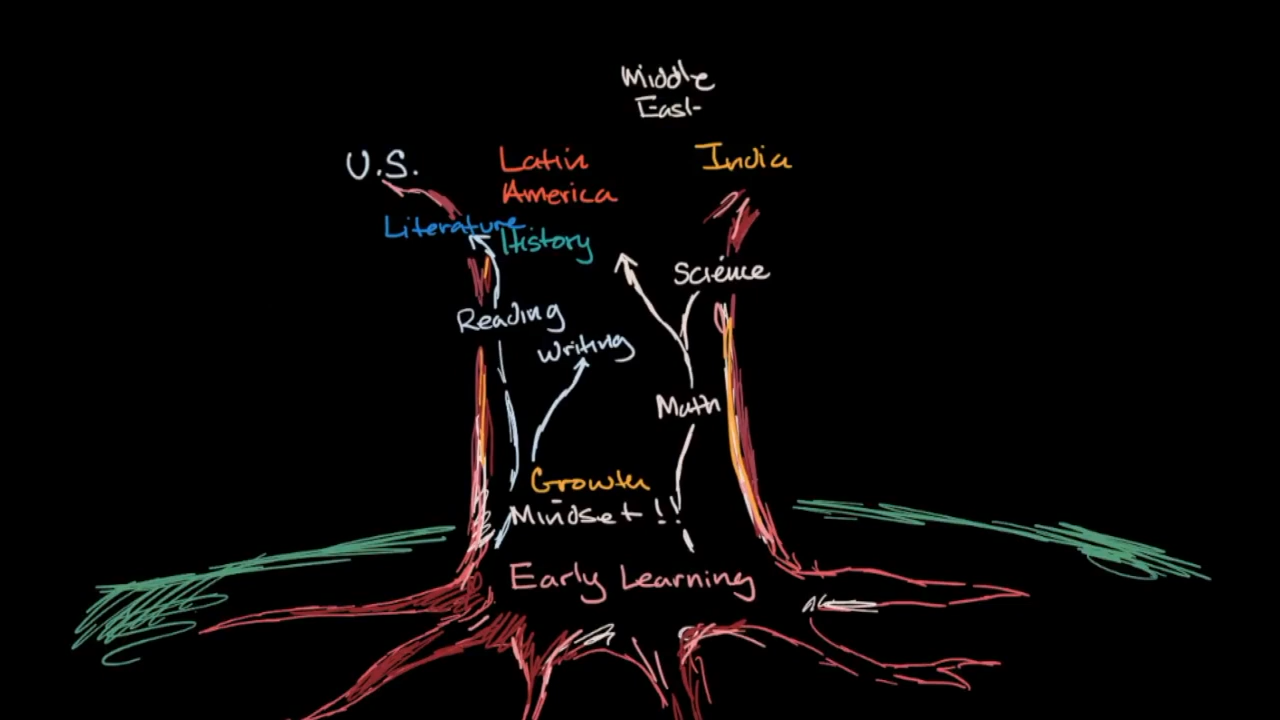 Middle
East
U.S.
Latin
America
India
Literature
History
Science
Reading
Writing
Math
Growth
Mindset !!
Early Learning